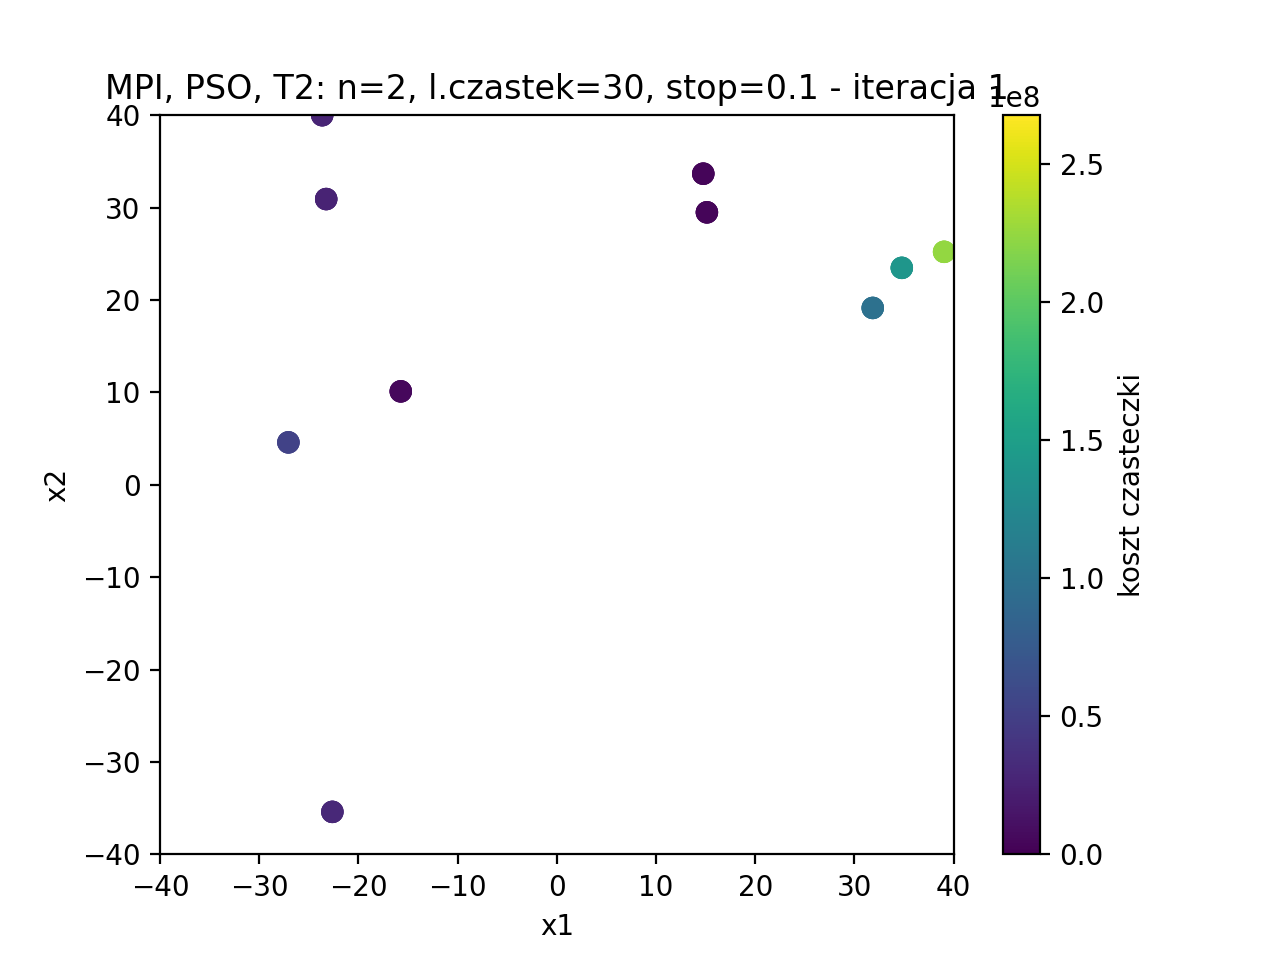 MPI, PSO, T2: n=2, l.czastek=30, stop=0.1 - iteracja 1
1e8
40
30
20
10
0
−10
−20
−30
−40
x2
−40 −30 −20 −10 0 10 20 30 40
x1
2.5
2.0
1.5
1.0
0.5
0.0
koszt czasteczki